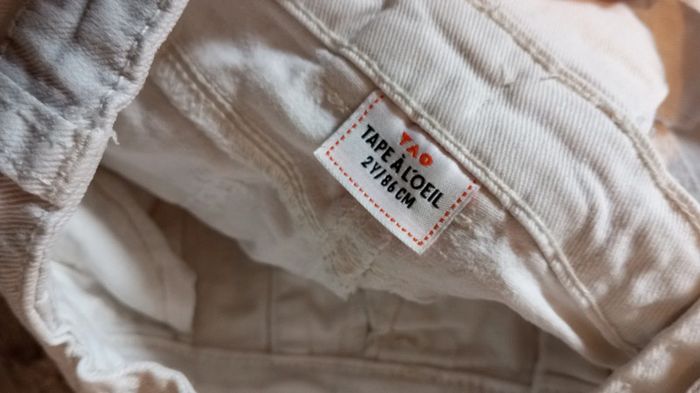 TAO
TAPE À L'OEIL
2Y/86 CM